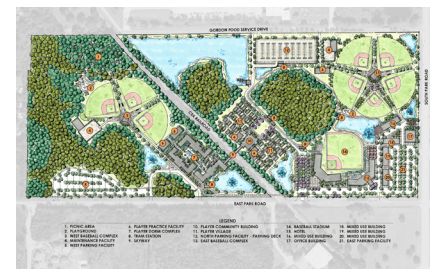 GORDON FOOD SERVICE DRIVE
SOUTH PARK ROAD
EAST PARK ROAD
LEGEND
1. PICNIC AREA
2. PLAYGROUND
3. WEST BASEBALL COMPLEX
4. MAINTENANCE FACILITY
5. WEST PARKING FACILITY
6. PLAYER PRACTICE FACILITY
7. PLAYER DORM COMPLEX
8. TRAM STATION
9. SKYWAY
10. PLAYER COMMUNITY BUILDING
11. PLAYER VILLAGE
12. NORTH PARKING FACILITY - PARKING DECK
13. EAST BASEBALL COMPLEX
14. BASEBALL STADIUM
15. HOTEL
16. MIXED USE BUILDING
17. OFFICE BUILDING
18. MIXED USE BUILDING
19. MIXED USE BUILDING
20. MIXED USE BUILDING
21. EAST PARKING FACILITY